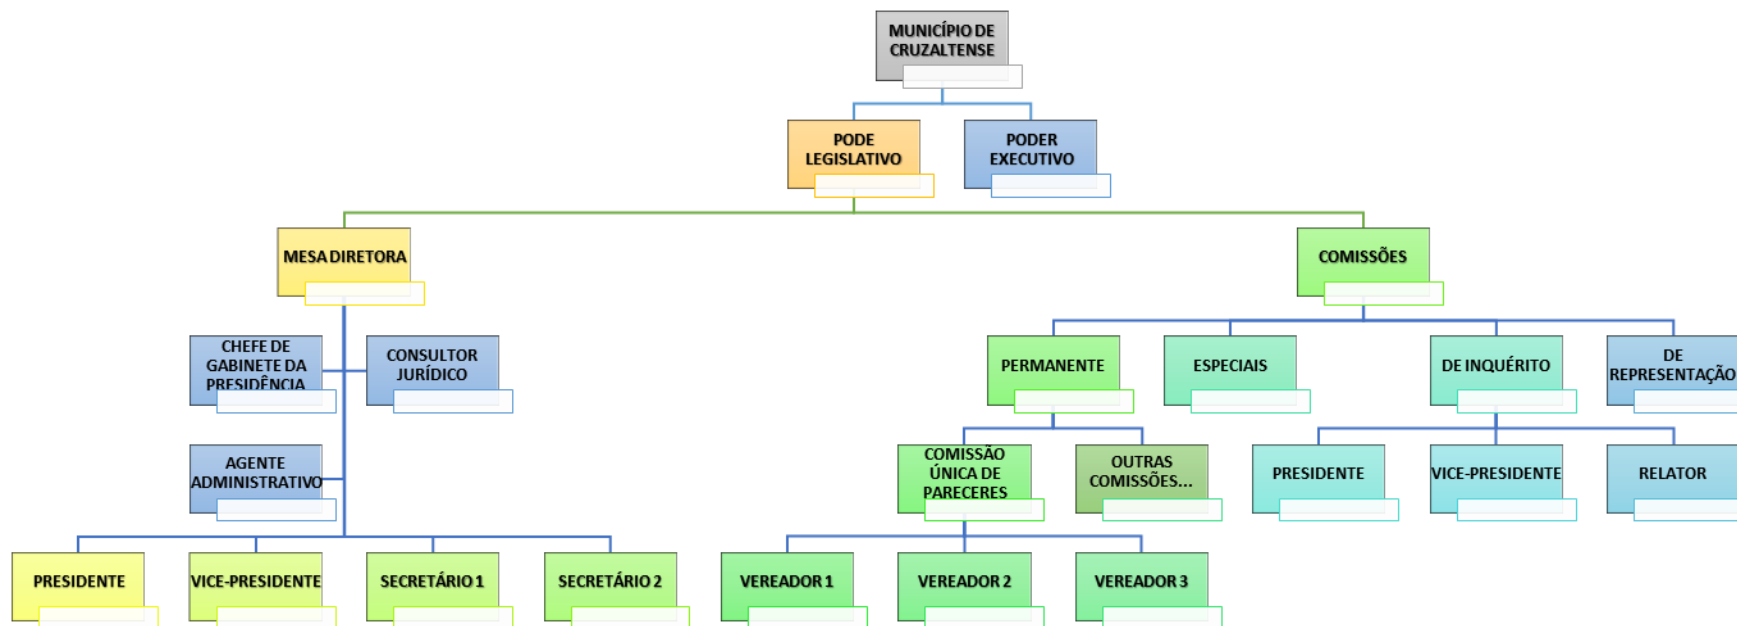 MUNICÍPIO DE
CRUZALTENSE
PODE
LEGISLATIVO
PODER
EXECUTIVO
MESA DIRETORA
COMISSÕES
CHEFE DE
GABINETE DA
PRESIDÊNCIA
CONSULTOR
JURÍDICO
PERMANENTE
ESPECIAIS
DE INQUÉRITO
DE
REPRESENTAÇÃO
AGENTE
ADMINISTRATIVO
COMISSÃO
ÚNICA DE
PARECERES
OUTRAS
COMISSÕES...
PRESIDENTE
VICE-PRESIDENTE
RELATOR
PRESIDENTE
VICE-PRESIDENTE
SECRETÁRIO 1
SECRETÁRIO 2
VEREADOR 1
VEREADOR 2
VEREADOR 3